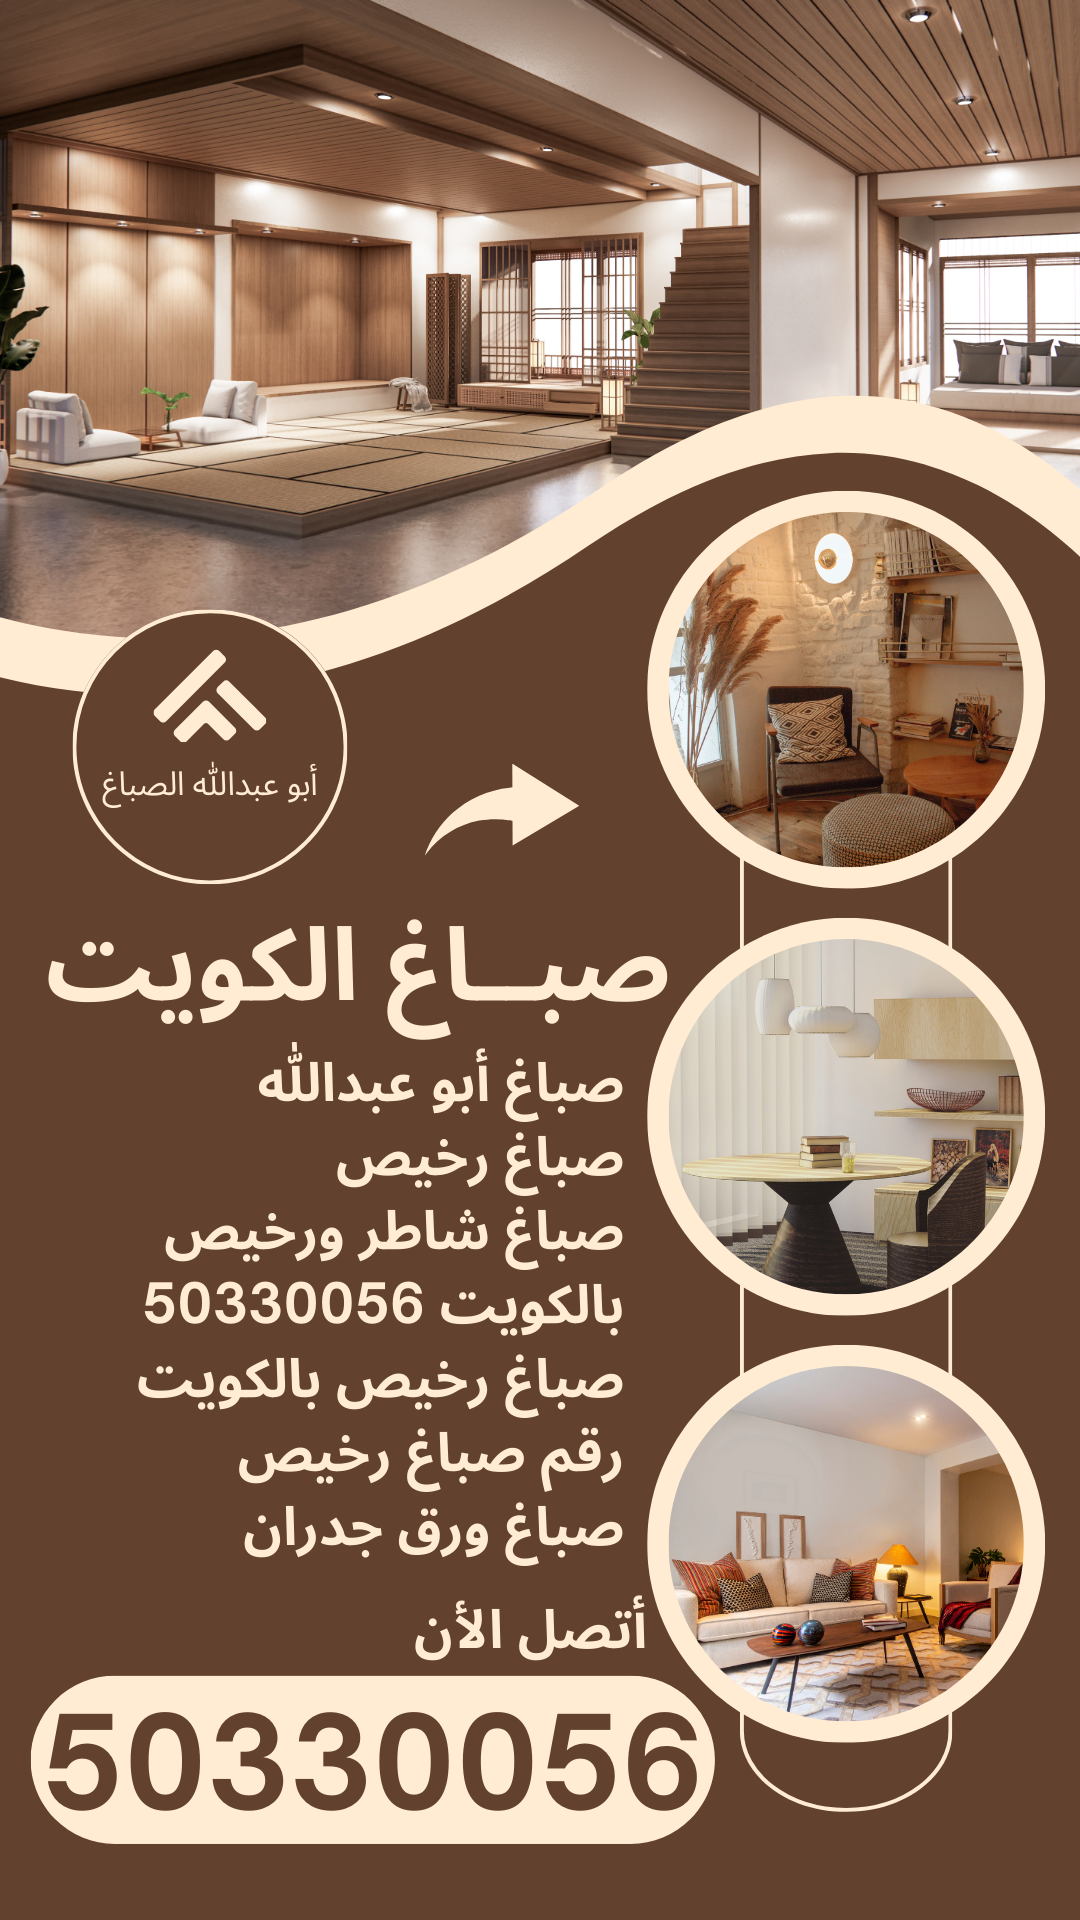 أبو عبدالله الصباغ
صبــاغ الكويت
صباغ أبو عبدالله
صباغ رخيص
صباغ شاطر ورخيص
بالكويت 50330056
صباغ رخيص بالكويت
رقم صباغ رخيص
صباغ ورق جدران
أتصل الأن
50330056